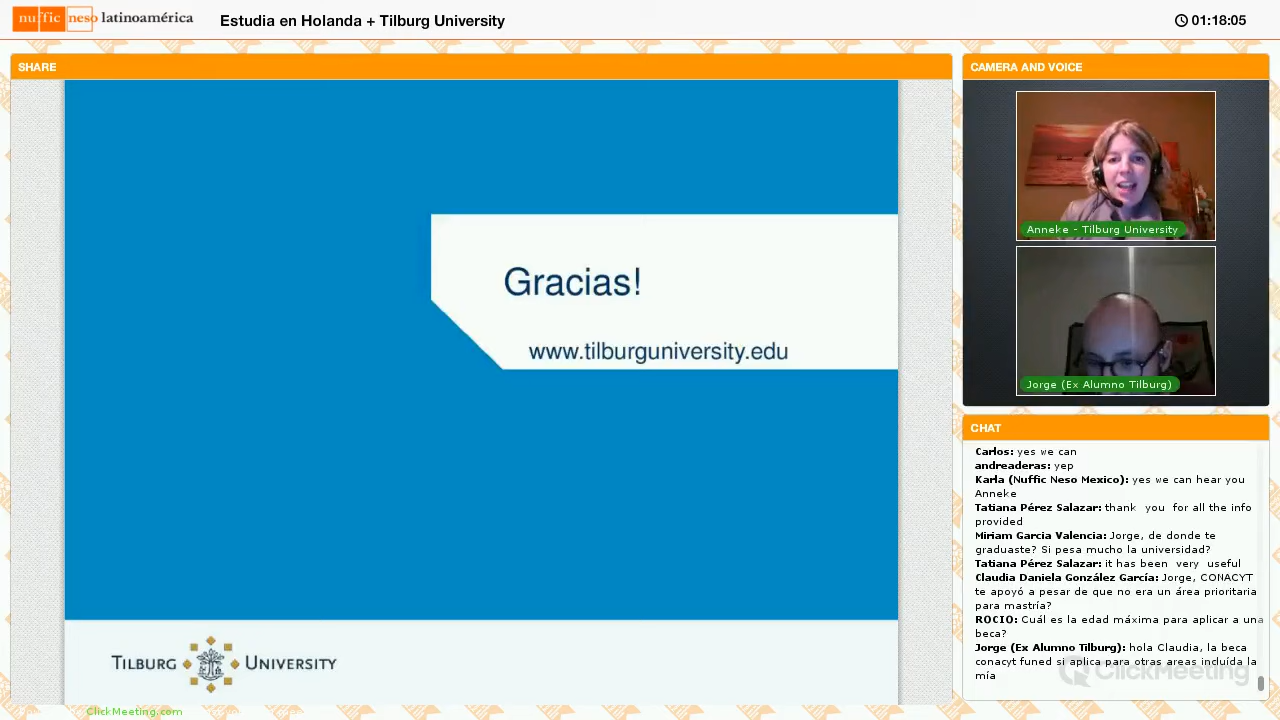 nuffic neso latinoamérica
Estudia en Holanda + Tilburg University
01:18:05
SHARE
Gracias!
www.tilburguniversity.edu
TILBURG UNIVERSITY
ClickMeeting.com
CAMERA AND VOICE
Anneke - Tilburg University
Jorge (Ex Alumno Tilburg)
CHAT
Carlos: yes we can
andreaderas: yep
Karla (Nuffic Neso Mexico): yes we can hear you
Anneke
Tatiana Pérez Salazar: thank you for all the info
provided
Miriam Garcia Valencia: Jorge, de donde te
graduaste? Si pesa mucho la universidad?
Tatiana Pérez Salazar: it has been very useful
Claudia Daniela González García: Jorge, CONACYT
te apoyó a pesar de que no era un área prioritaria
para mastría?
ROCIO: Cuál es la edad máxima para aplicar a una
beca?
Jorge (Ex Alumno Tilburg): hola Claudia, la beca
conacyt funed si aplica para otras areas incluída la
mía
ClickMeeting